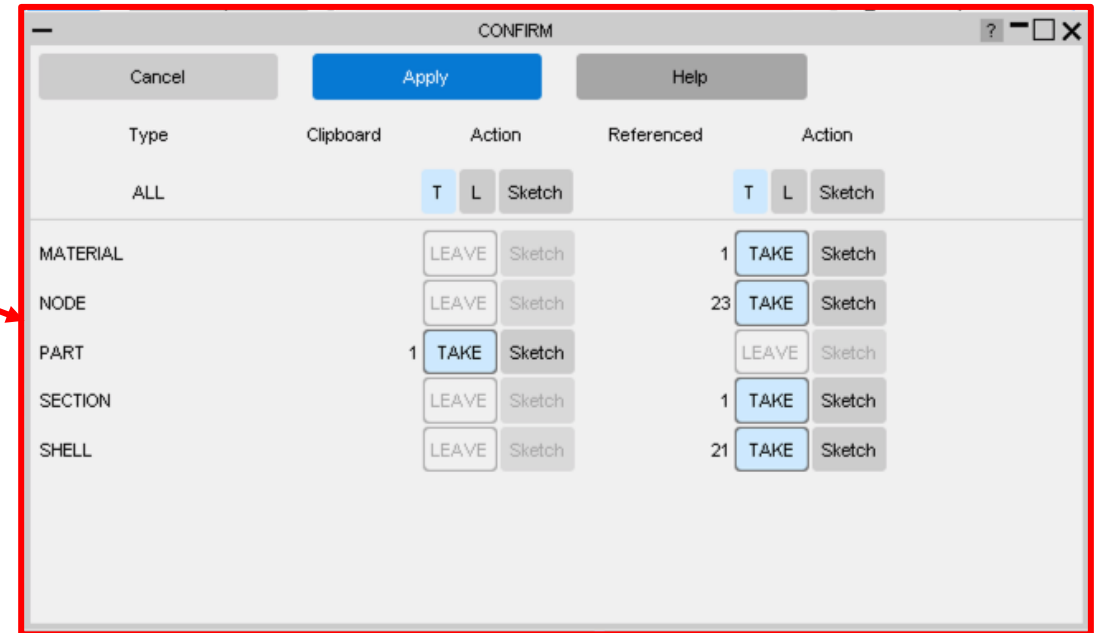 CONFIRM ?
Cancel Apply Help
Type Clipboard Action Referenced Action
ALL T L Sketch T L Sketch
MATERIAL LEAVE Sketch 1 TAKE Sketch
NODE LEAVE Sketch 23 TAKE Sketch
PART 1 TAKE Sketch LEAVE Sketch
SECTION LEAVE Sketch 1 TAKE Sketch
SHELL LEAVE Sketch 21 TAKE Sketch